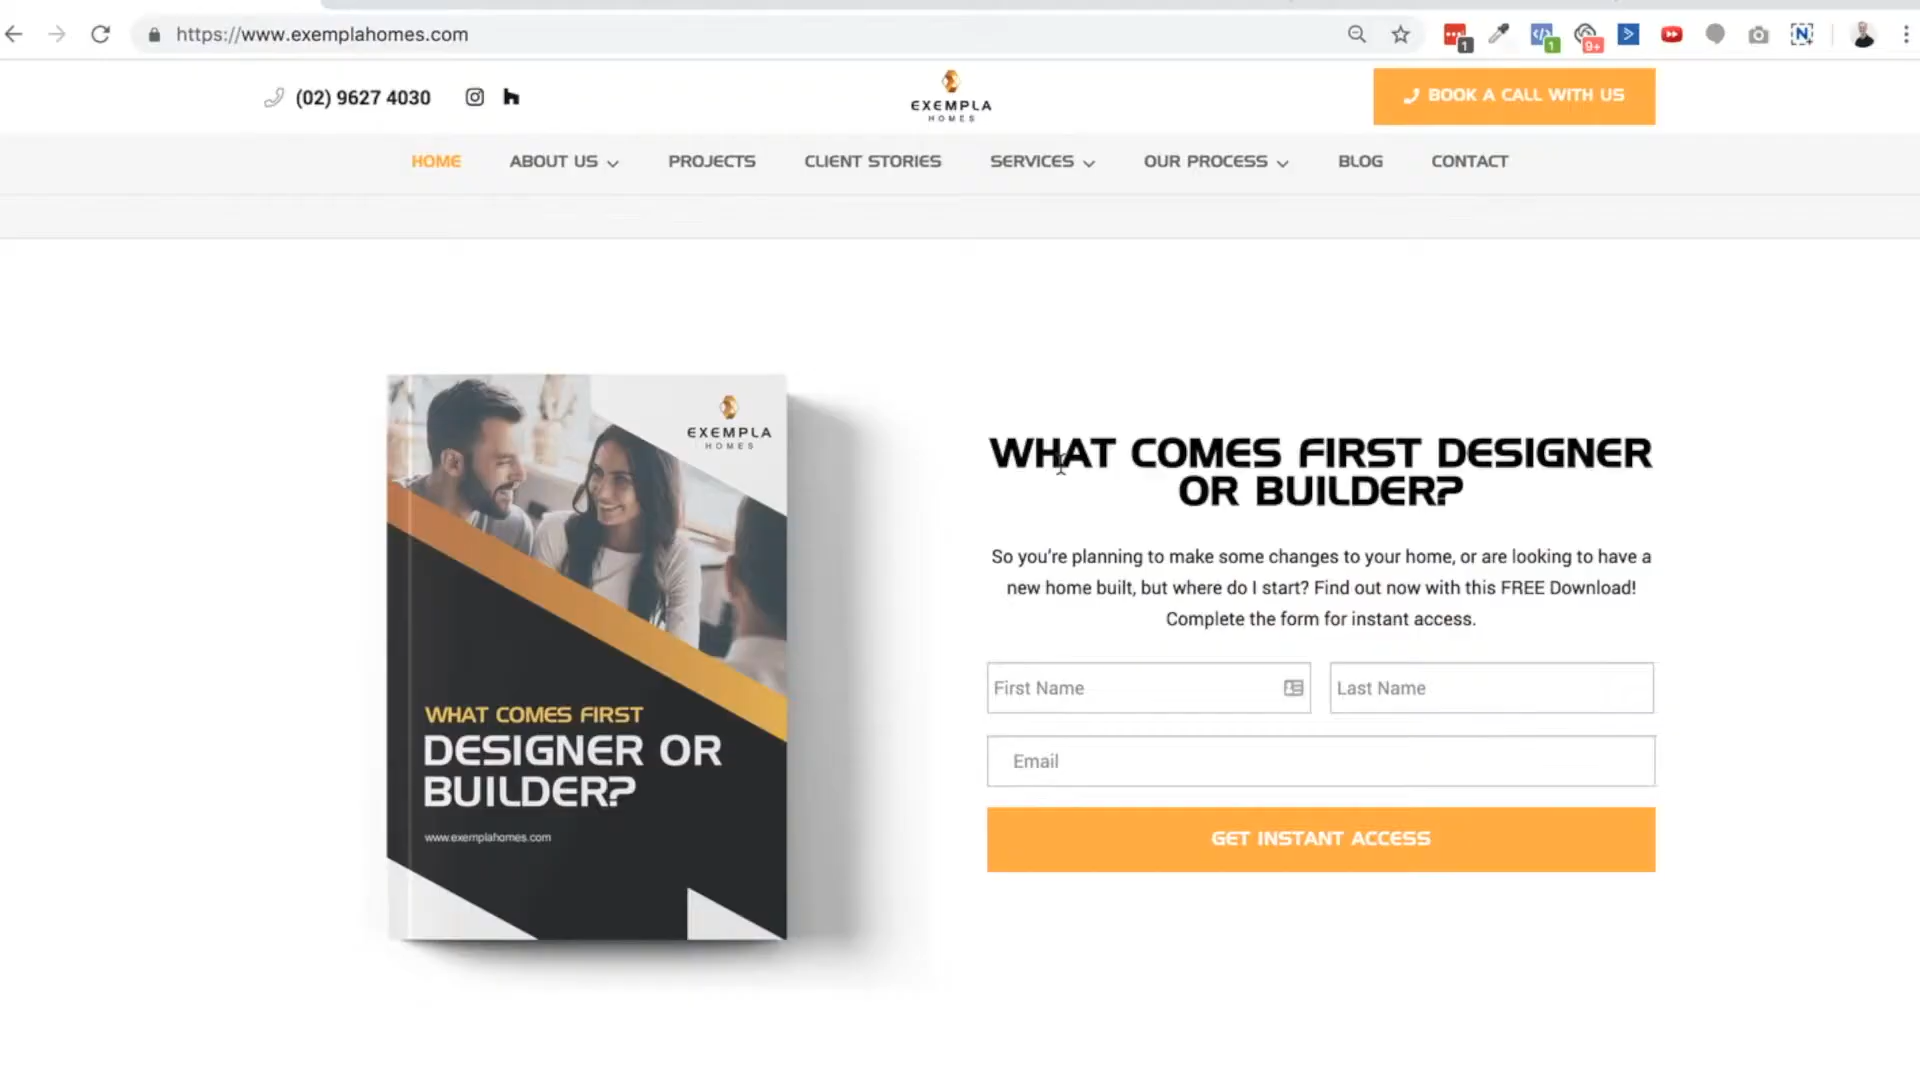 https://www.exemplahomes.com
1
1
9+
(02) 9627 4030
EXEMPLA
HOMES
BOOK A CALL WITH US
HOME
ABOUT US
PROJECTS
CLIENT STORIES
SERVICES
OUR PROCESS
BLOG
CONTACT
EXEMPLA
HOMES
WHAT COMES FIRST
DESIGNER OR
BUILDER?
www.exemplahomes.com
WHAT COMES FIRST DESIGNER
OR BUILDER?
So you're planning to make some changes to your home, or are looking to have a
new home built, but where do I start? Find out now with this FREE Download!
Complete the form for instant access.
First Name
Last Name
Email
GET INSTANT ACCESS